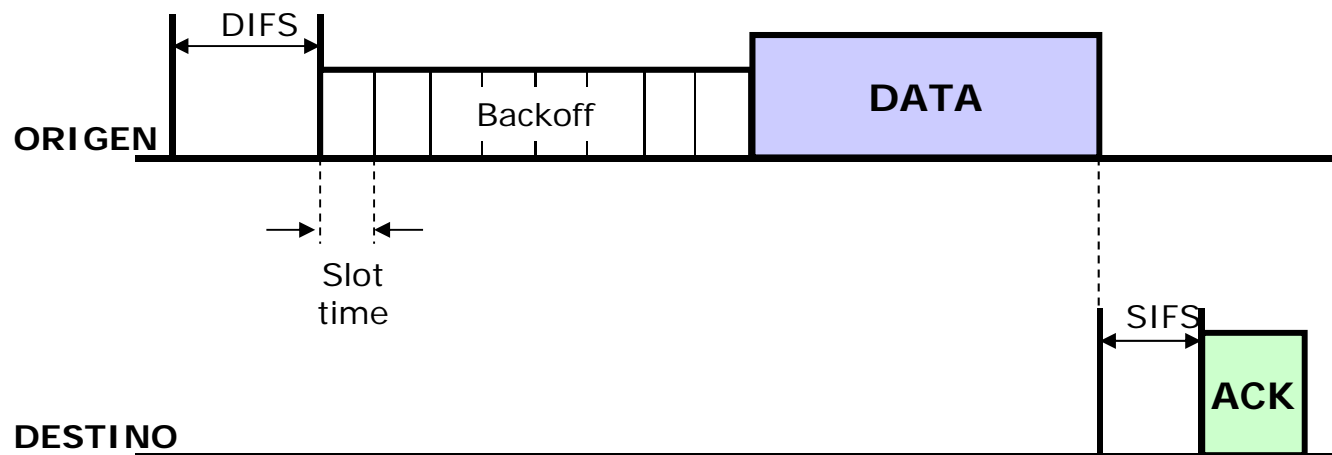 DIFS
DATA
Backoff
ORIGEN
Slot
time
SIFS
ACK
DESTINO